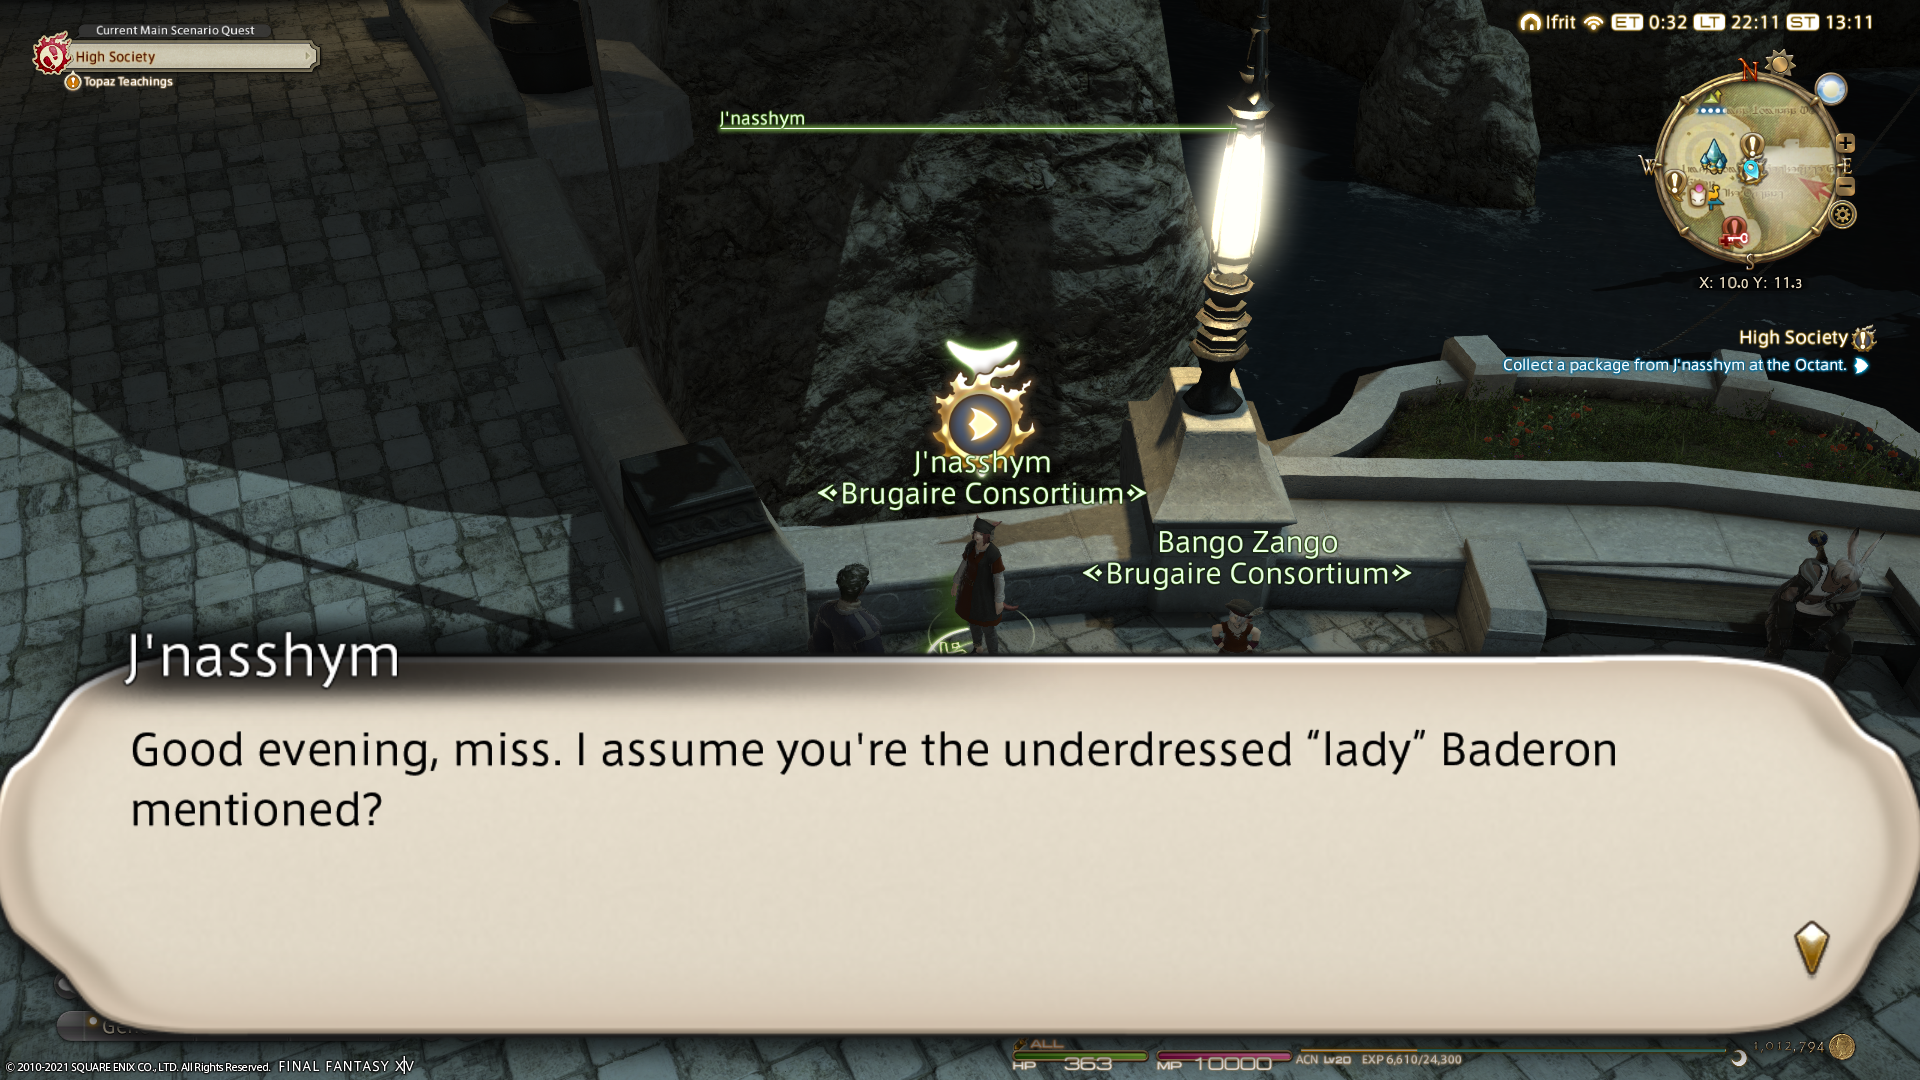 Current Main Scenario Quest
High Society
Topaz Teachings
Ifrit ET 0:32 LT 22:11 ST 13:11
N
W
E
S
X: 10.0 Y: 11.3
High Society
Collect a package from J'nasshym at the Octant.
J'nasshym
J'nasshym
Brugaire Consortium
Bango Zango
Brugaire Consortium
J'nasshym
Good evening, miss. I assume you're the underdressed “lady” Baderon
mentioned?
ALL
HP 363 MP 10000 ACN Lv20 EXP 6,610/24,300
1,012,794
© 2010-2021 SQUARE ENIX CO., LTD. All Rights Reserved. FINAL FANTASY XIV